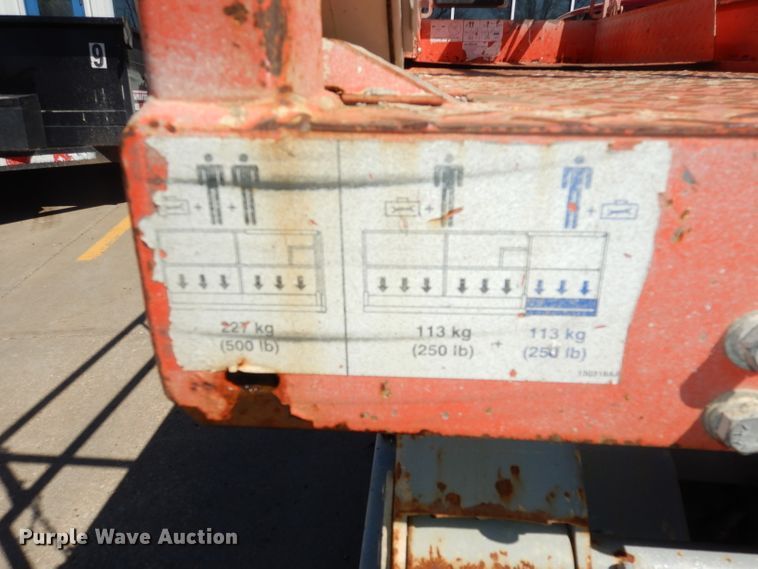 9
+ +
227 kg
(500 lb)
+
113 kg
(250 lb)
+
+
113 kg
(250 lb)
Purple Wave Auction